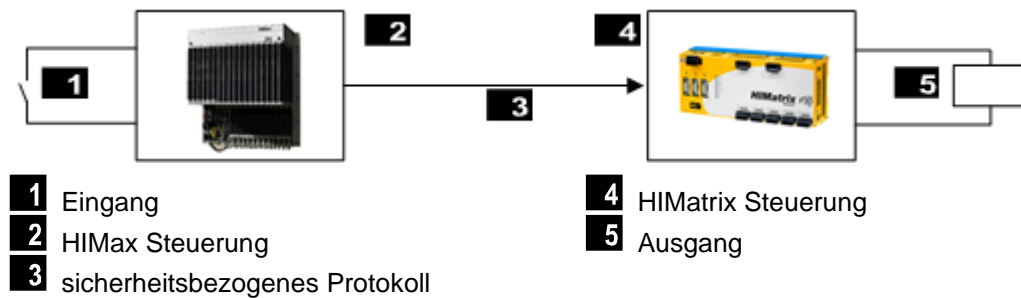 1
2
3
4
5
HIMatrix
1 Eingang
2 HIMax Steuerung
3 sicherheitsbezogenes Protokoll
4 HIMatrix Steuerung
5 Ausgang